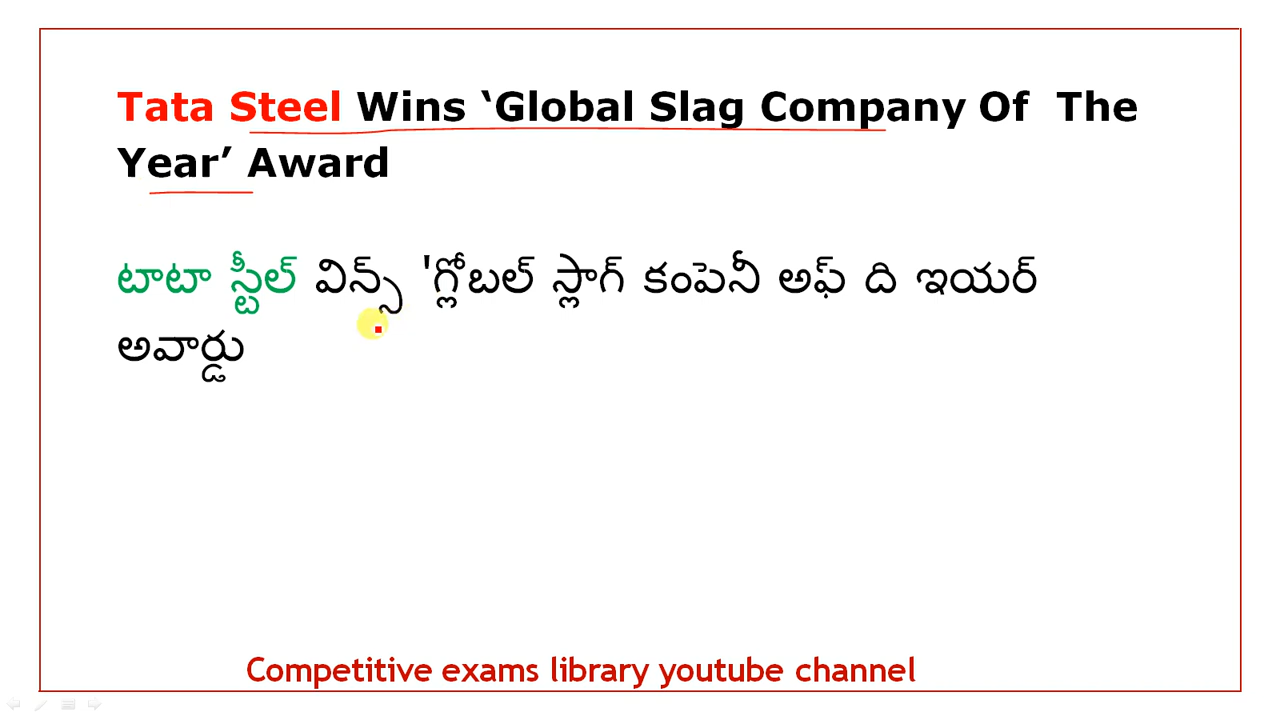 Tata Steel Wins ‘Global Slag Company Of The
Year’ Award
టాటా స్టీల్ విన్స్ 'గ్లోబల్ స్లాగ్ కంపెనీ అఫ్ ది ఇయర్
అవార్డు
Competitive exams library youtube channel